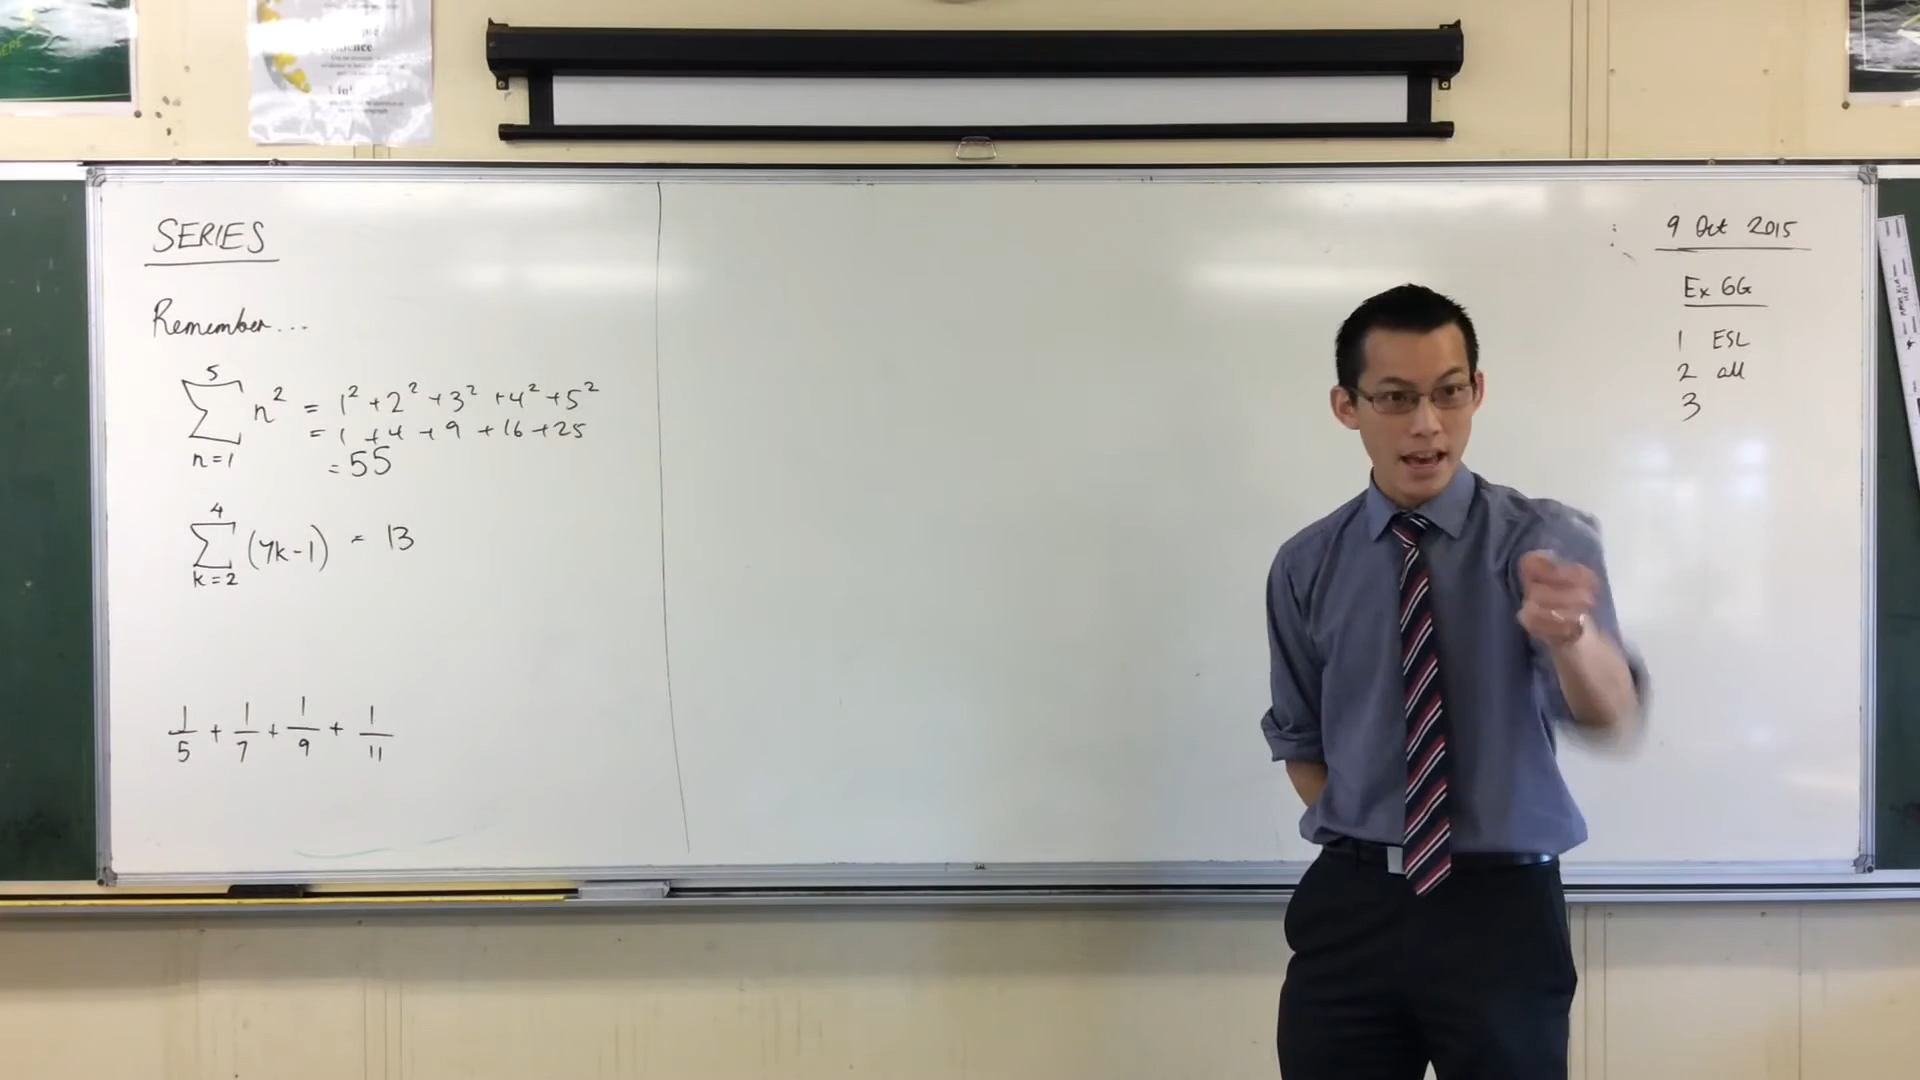 SERIES
Remember...
5
∑ n² = 1² + 2² + 3² + 4² + 5²
n=1
= 1 + 4 + 9 + 16 + 25
= 55
4
∑ (7k-1) = 13
k=2
1/5 + 1/7 + 1/9 + 1/11
9 Oct 2015
Ex 6G
1 ESL
2 all
3